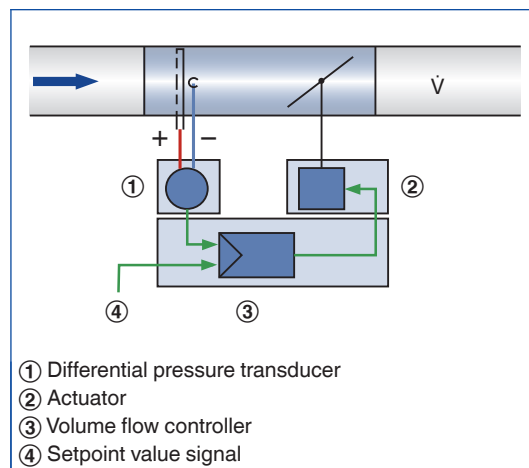 V̇
+ −
①
②
④
③
① Differential pressure transducer
② Actuator
③ Volume flow controller
④ Setpoint value signal